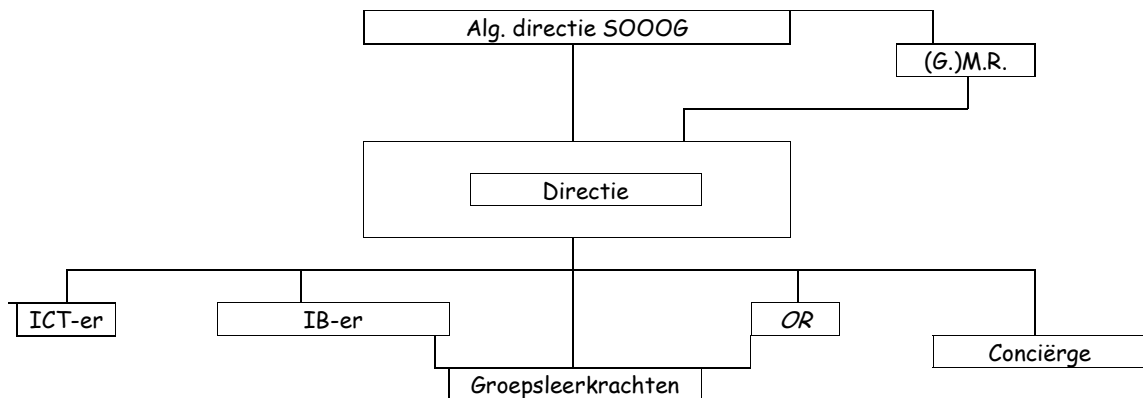 Alg. directie SOOOG
(G.)M.R.
Directie
ICT-er
IB-er
OR
Conciërge
Groepsleerkrachten